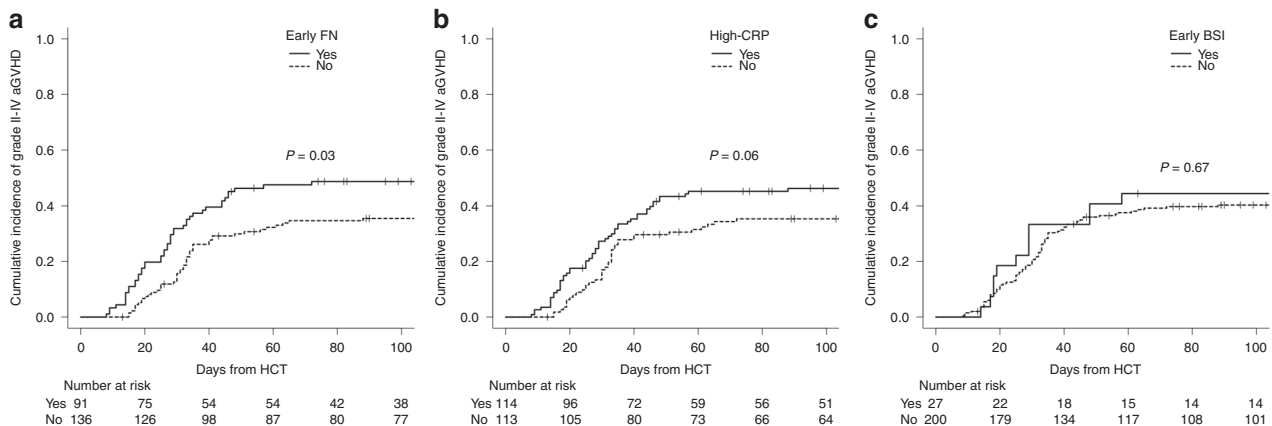 a
Early FN
Yes
No
P = 0.03
Cumulative incidence of grade II-IV aGVHD
1.0
0.8
0.6
0.4
0.2
0.0
0 20 40 60 80 100
Days from HCT
Number at risk
Yes 91 75 54 54 42 38
No 136 126 98 87 80 77
b
High-CRP
Yes
No
P = 0.06
Cumulative incidence of grade II-IV aGVHD
1.0
0.8
0.6
0.4
0.2
0.0
0 20 40 60 80 100
Days from HCT
Number at risk
Yes 114 96 72 59 56 51
No 113 105 80 73 66 64
c
Early BSI
Yes
No
P = 0.67
Cumulative incidence of grade II-IV aGVHD
1.0
0.8
0.6
0.4
0.2
0.0
0 20 40 60 80 100
Days from HCT
Number at risk
Yes 27 22 18 15 14 14
No 200 179 134 117 108 101